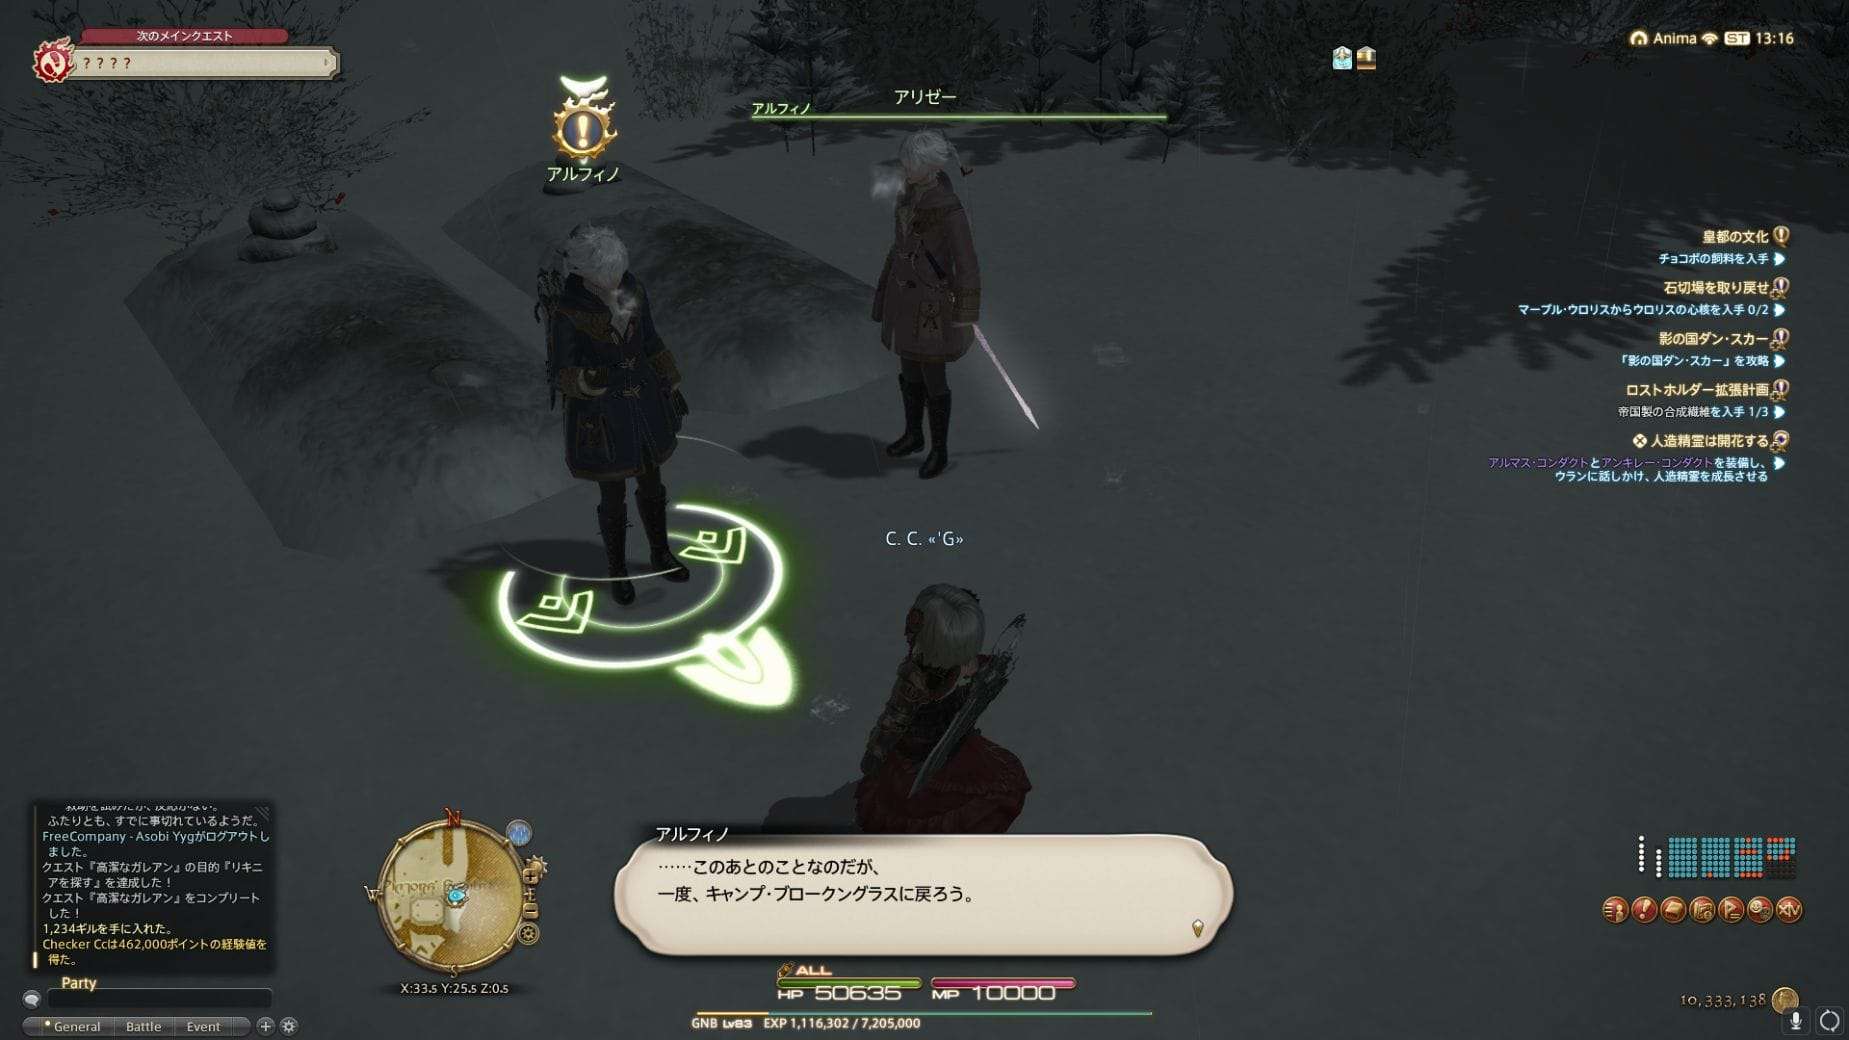 次のメインクエスト
????
Anima ST 13:16
アルフィノ
アルフィノ
アリゼー
皇都の文化
チョコボの飼料を入手
石切場を取り戻せ
マーブル・ウロリスからウロリスの心核を入手 0/2
影の国ダン・スカー
「影の国ダン・スカー」を攻略
ロストホルダー拡張計画
帝国製の合成繊維を入手 1/3
人造精霊は開花する
アルマス・コンダクトとアンキレー・コンダクトを装備し、
ウランに話しかけ、人造精霊を成長させる
C. C. «'G»
ふたりとも、すでに事切れているようだ。
FreeCompany - Asobi Yygがログアウトし
ました。
クエスト『高潔なガレアン』の目的『リキニ
アを探す』を達成した！
クエスト『高潔なガレアン』をコンプリート
した！
1,234ギルを手に入れた。
Checker Ccは462,000ポイントの経験値を
得た。
Party
General Battle Event
N
W
S
X:33.5 Y:25.5 Z:0.5
アルフィノ
……このあとのことなのだが、
一度、キャンプ・ブロークングラスに戻ろう。
ALL
HP 50635 MP 10000
GNB Lv83 EXP 1,116,302 / 7,205,000
XIV
10,333,138